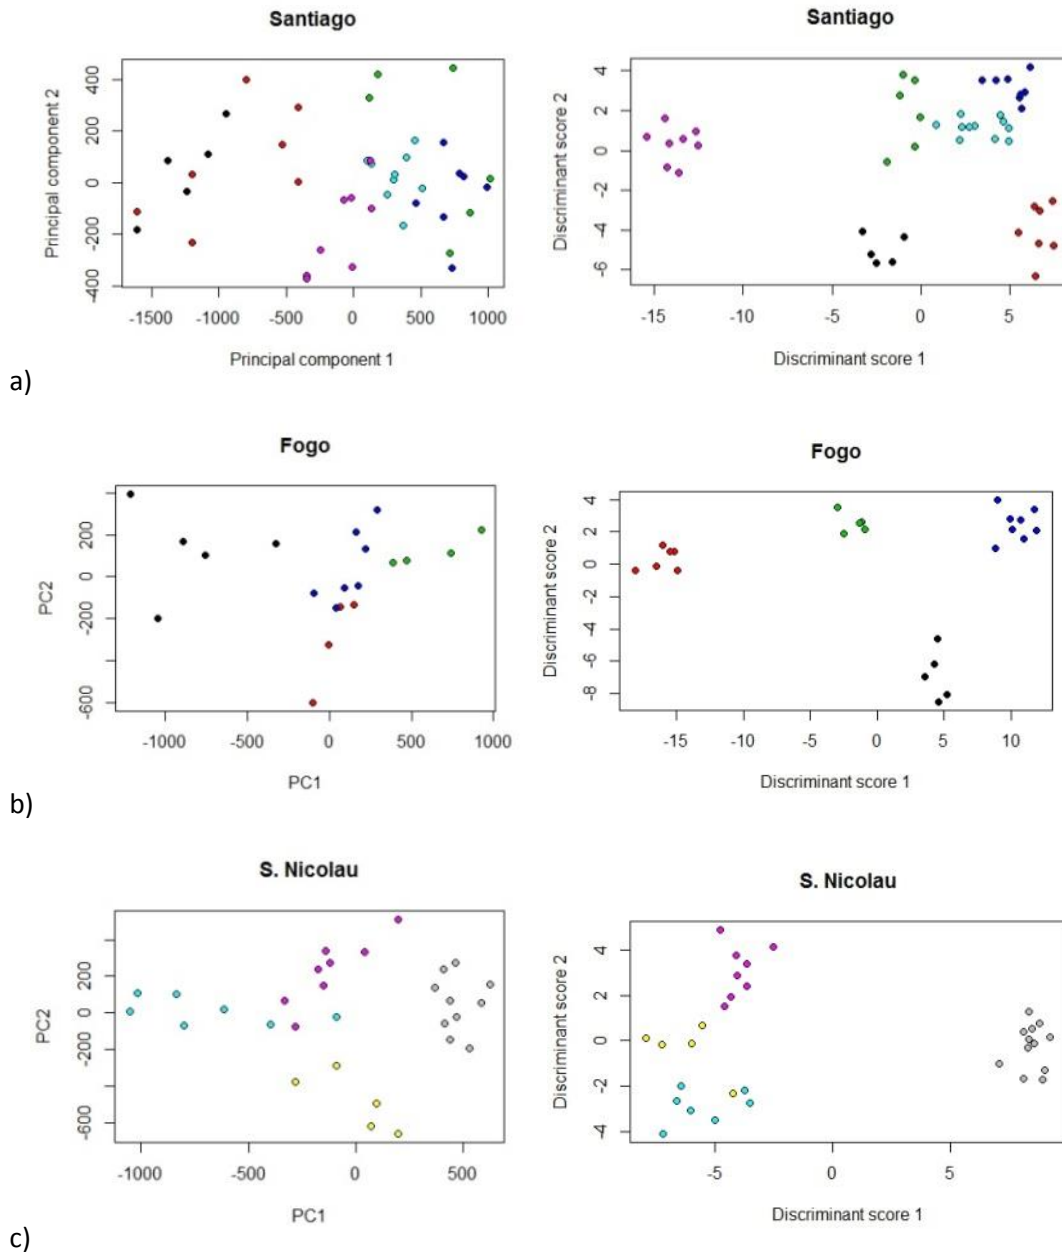 Santiago
Principal component 2
400
200
0
-200
-400
-1500 -1000 -500 0 500 1000
Principal component 1
Santiago
Discriminant score 2
4
2
0
-2
-4
-6
-15 -10 -5 0 5
Discriminant score 1
a)
Fogo
PC2
200
0
-200
-600
-1000 -500 0 500 1000
PC1
Fogo
Discriminant score 2
4
2
0
-2
-4
-6
-8
-15 -10 -5 0 5 10
Discriminant score 1
b)
S. Nicolau
PC2
200
0
-200
-600
-1000 -500 0 500
PC1
S. Nicolau
Discriminant score 2
4
2
0
-2
-4
-5 0 5
Discriminant score 1
c)